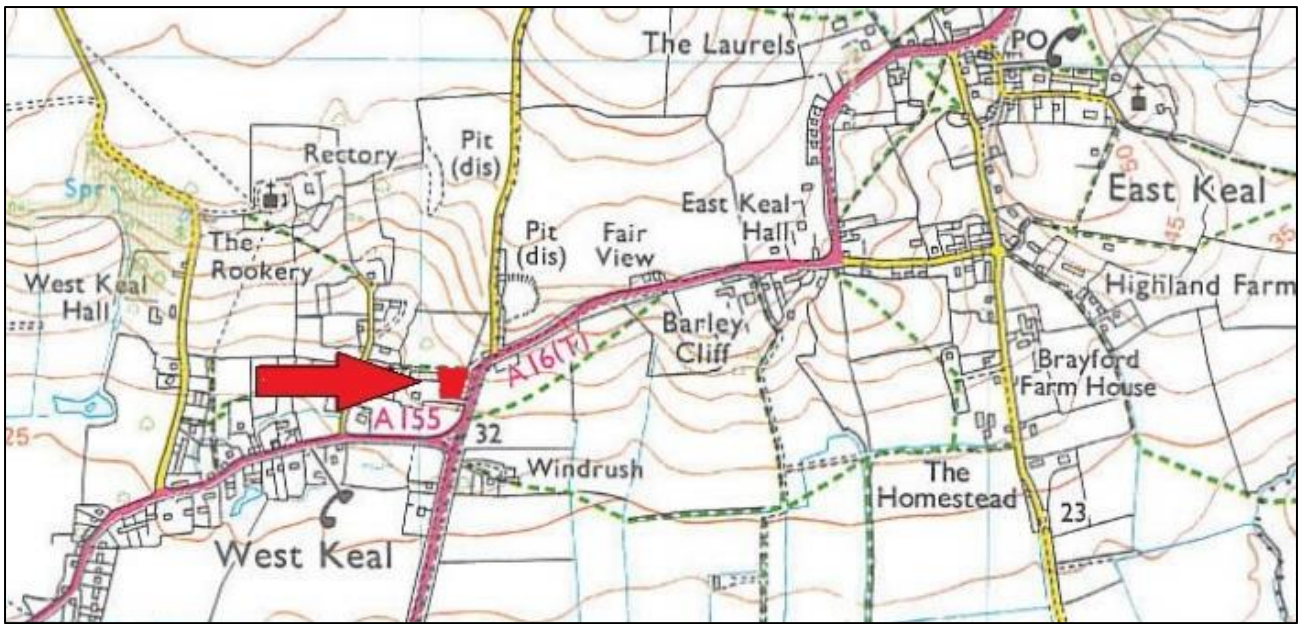 The Laurels
PO
Pit
(dis)
Rectory
Spr
East Keal
50
East Keal
Hall
45
35
Pit
(dis)
Fair
View
The
Rookery
West Keal
Hall
Highland Farm
Barley
Cliff
A16(T)
Brayford
Farm House
A155
25
32
Windrush
The
Homestead
23
West Keal